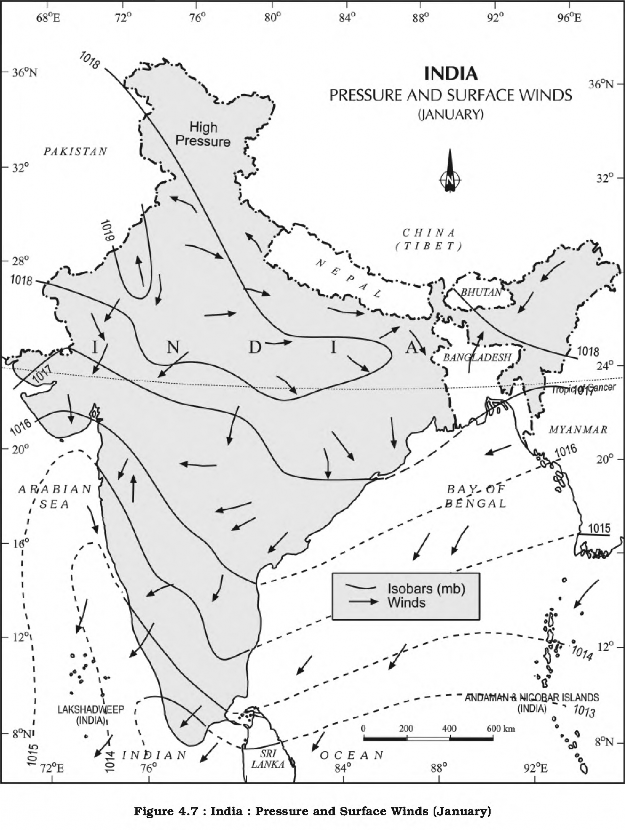 68°E 72° 76° 80° 84° 88° 92° 96°E
1018
36°N
36°N
INDIA
PRESSURE AND SURFACE WINDS
(JANUARY)
High
Pressure
PAKISTAN
N
32°
32°
CHINA
(TIBET)
1019
28°
NEPAL
1018
BHUTAN
28°
I N D I A
BANGLADESH
1018
24°
1017
1017
Tropic of Cancer
1016
MYANMAR
20°
1016
20°
ARABIAN
SEA
BAY OF
BENGAL
1015
16°
16°
Isobars (mb)
Winds
12°
12°
1014
LAKSHADWEEP
(INDIA)
ANDAMAN & NICOBAR ISLANDS
(INDIA)
1013
0 200 400 600 km
8°N
8°N
1015
1014
INDIAN OCEAN
SRI
LANKA
72°E 76° 80° 84° 88° 92°E
Figure 4.7 : India : Pressure and Surface Winds (January)